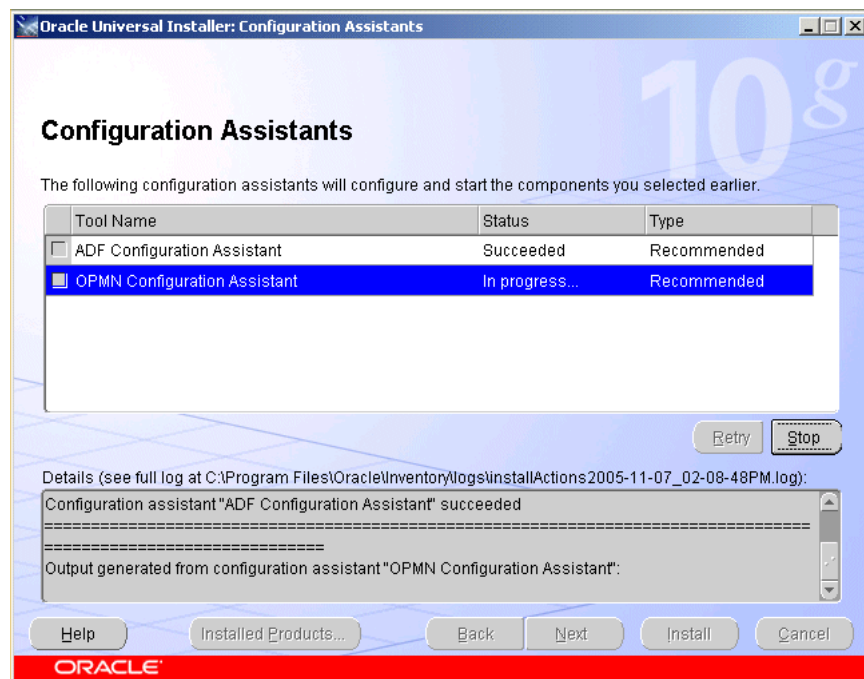 Oracle Universal Installer: Configuration Assistants
10g
Configuration Assistants
The following configuration assistants will configure and start the components you selected earlier.
Tool Name Status Type
ADF Configuration Assistant Succeeded Recommended
OPMN Configuration Assistant In progress... Recommended
Retry Stop
Details (see full log at C:\Program Files\Oracle\Inventory\logs\installActions2005-11-07_02-08-48PM.log):
Configuration assistant "ADF Configuration Assistant" succeeded
==================================================================================
==============================
Output generated from configuration assistant "OPMN Configuration Assistant":
Help Installed Products... Back Next Install Cancel
ORACLE